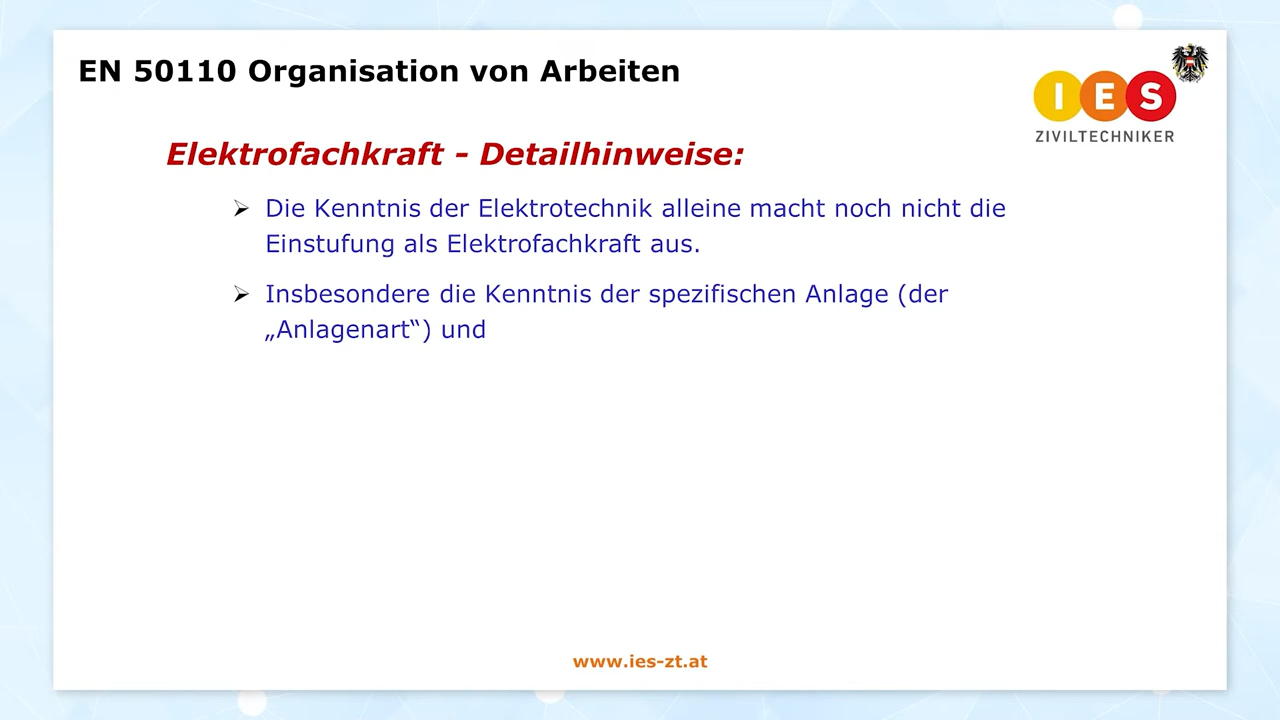 EN 50110 Organisation von Arbeiten
IES
ZIVILTECHNIKER
Elektrofachkraft - Detailhinweise:
Die Kenntnis der Elektrotechnik alleine macht noch nicht die
Einstufung als Elektrofachkraft aus.
Insbesondere die Kenntnis der spezifischen Anlage (der
„Anlagenart“) und
www.ies-zt.at